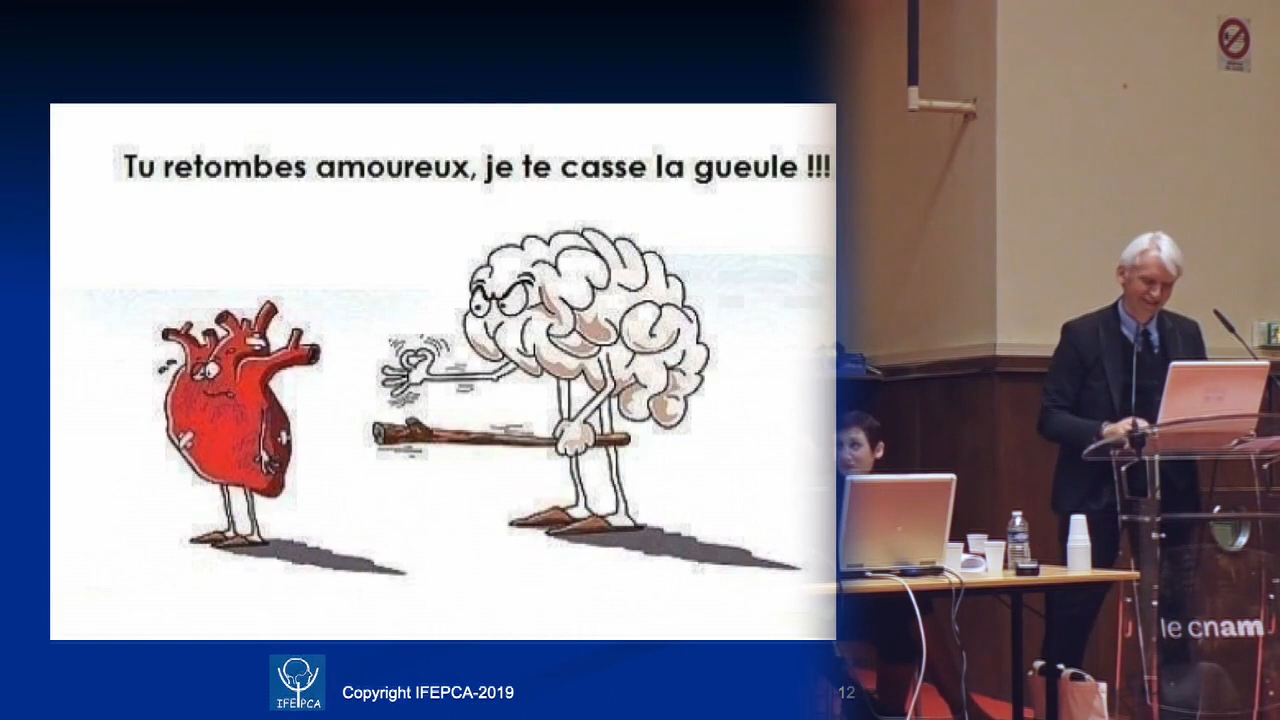 Tu retombes amoureux, je te casse la gueule !!!
IFEPCA
Copyright IFEPCA-2019
12
le cnam